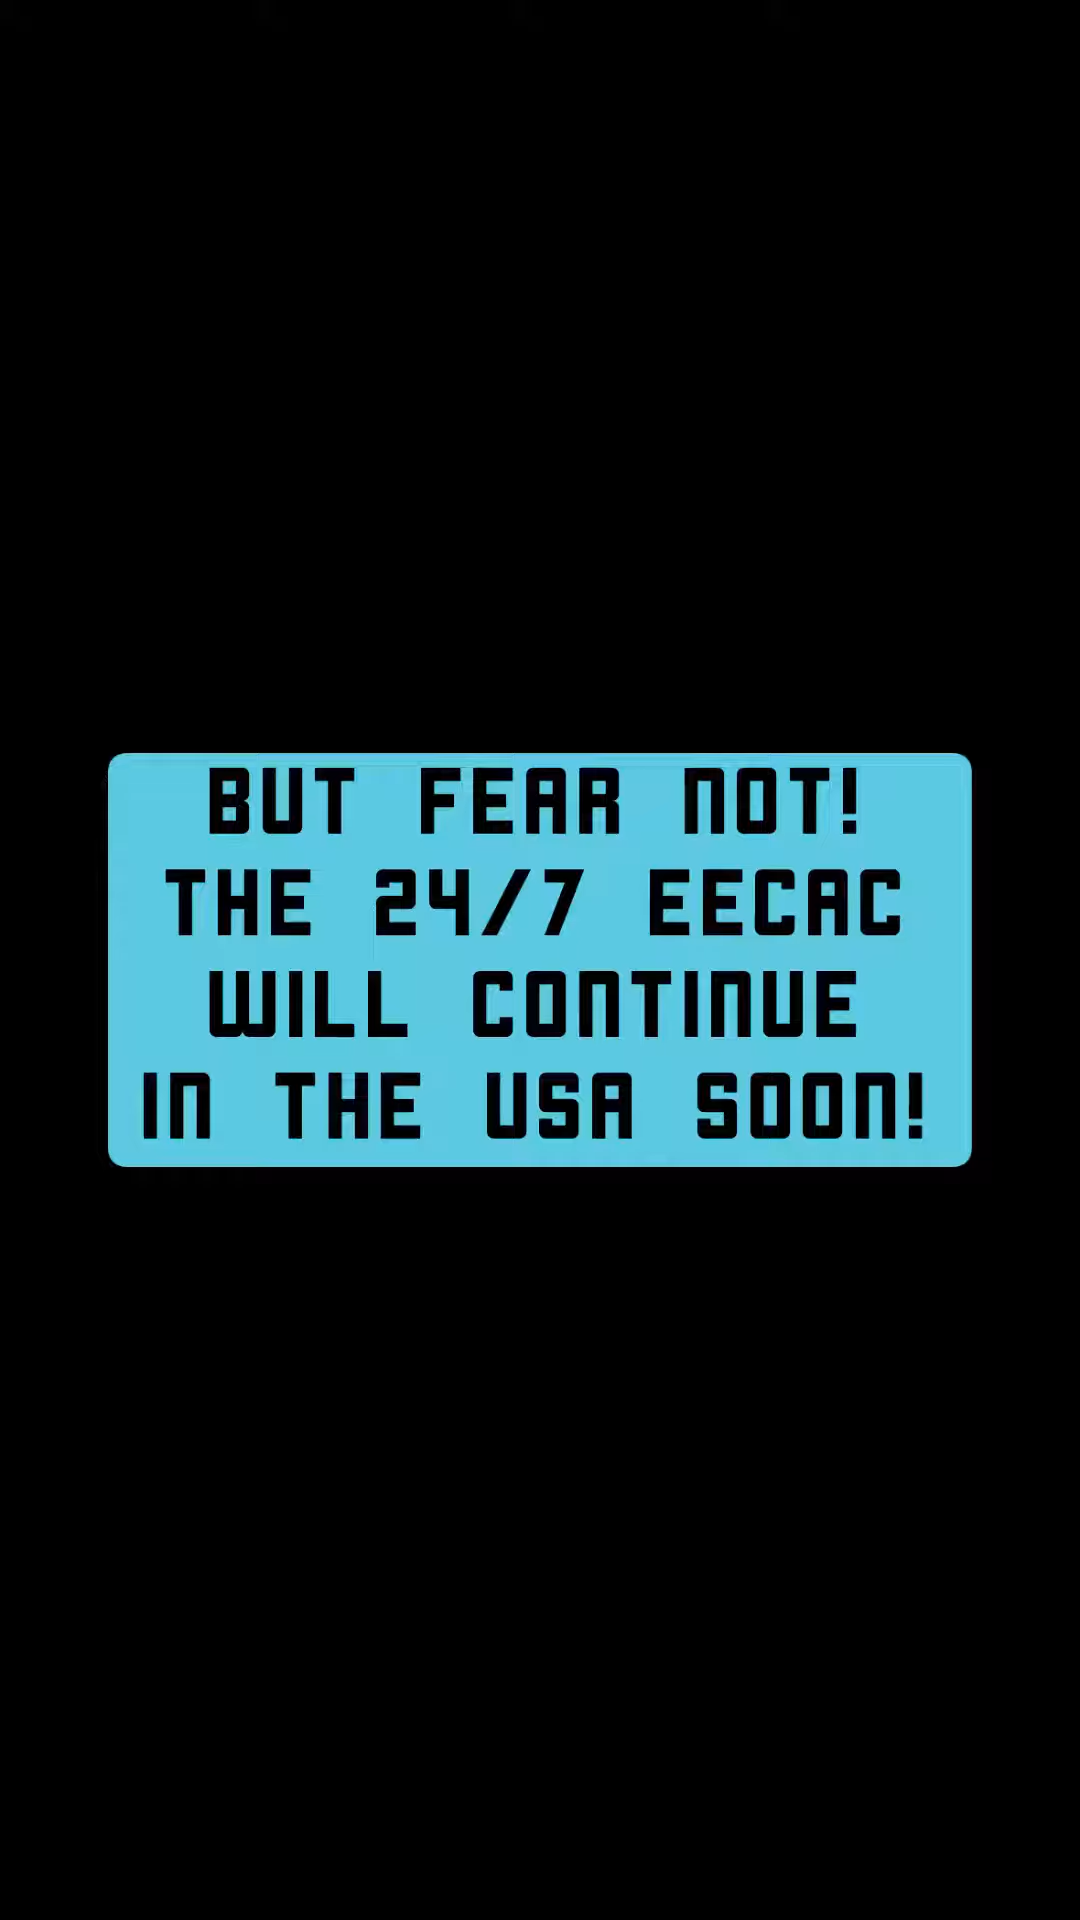 BUT FEAR NOT!
THE 24/7 EECAC
WILL CONTINUE
IN THE USA SOON!